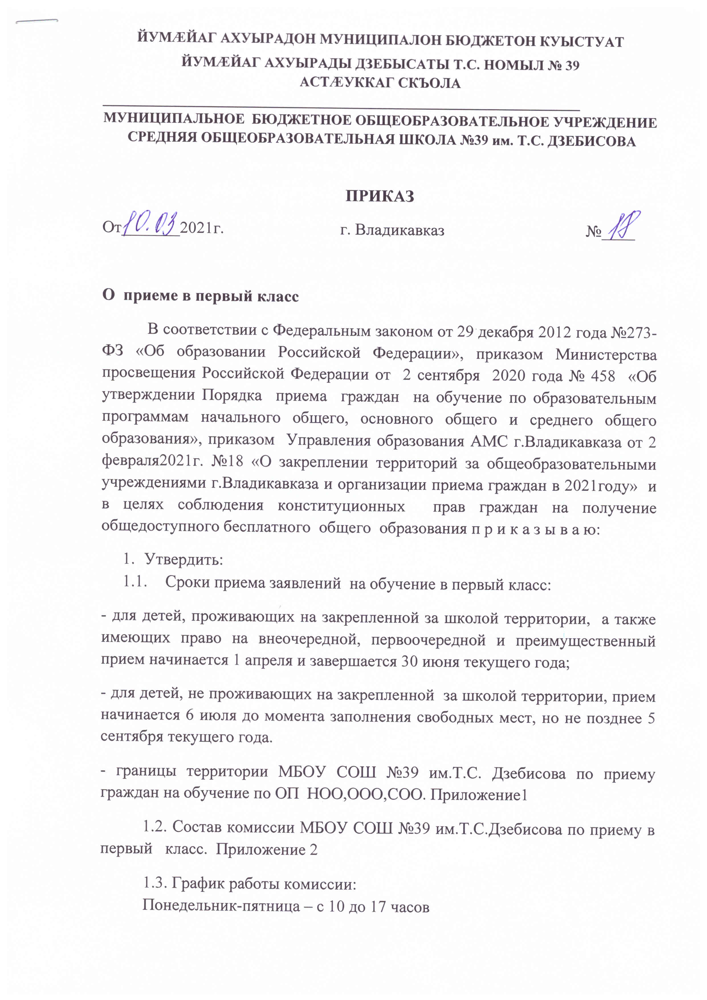 ЙУМÆЙАГ АХУЫРАДОН МУНИЦИПАЛОН БЮДЖЕТОН КУЫСТУАТ
ЙУМÆЙАГ АХУЫРАДЫ ДЗЕБЫСАТЫ Т.С. НОМЫЛ № 39
АСТÆУККАГ СКЪОЛА
МУНИЦИПАЛЬНОЕ БЮДЖЕТНОЕ ОБЩЕОБРАЗОВАТЕЛЬНОЕ УЧРЕЖДЕНИЕ
СРЕДНЯЯ ОБЩЕОБРАЗОВАТЕЛЬНАЯ ШКОЛА №39 им. Т.С. ДЗЕБИСОВА
ПРИКАЗ
От 10.03 2021г. г. Владикавказ № 18
О приеме в первый класс
В соответствии с Федеральным законом от 29 декабря 2012 года №273-
ФЗ «Об образовании Российской Федерации», приказом Министерства
просвещения Российской Федерации от 2 сентября 2020 года № 458 «Об
утверждении Порядка приема граждан на обучение по образовательным
программам начального общего, основного общего и среднего общего
образования», приказом Управления образования АМС г.Владикавказа от 2
февраля2021г. №18 «О закреплении территорий за общеобразовательными
учреждениями г.Владикавказа и организации приема граждан в 2021году» и
в целях соблюдения конституционных прав граждан на получение
общедоступного бесплатного общего образования п р и к а з ы в а ю:
1. Утвердить:
1.1. Сроки приема заявлений на обучение в первый класс:
- для детей, проживающих на закрепленной за школой территории, а также
имеющих право на внеочередной, первоочередной и преимущественный
прием начинается 1 апреля и завершается 30 июня текущего года;
- для детей, не проживающих на закрепленной за школой территории, прием
начинается 6 июля до момента заполнения свободных мест, но не позднее 5
сентября текущего года.
- границы территории МБОУ СОШ №39 им.Т.С. Дзебисова по приему
граждан на обучение по ОП НОО,ООО,СОО. Приложение1
1.2. Состав комиссии МБОУ СОШ №39 им.Т.С.Дзебисова по приему в
первый класс. Приложение 2
1.3. График работы комиссии:
Понедельник-пятница – с 10 до 17 часов